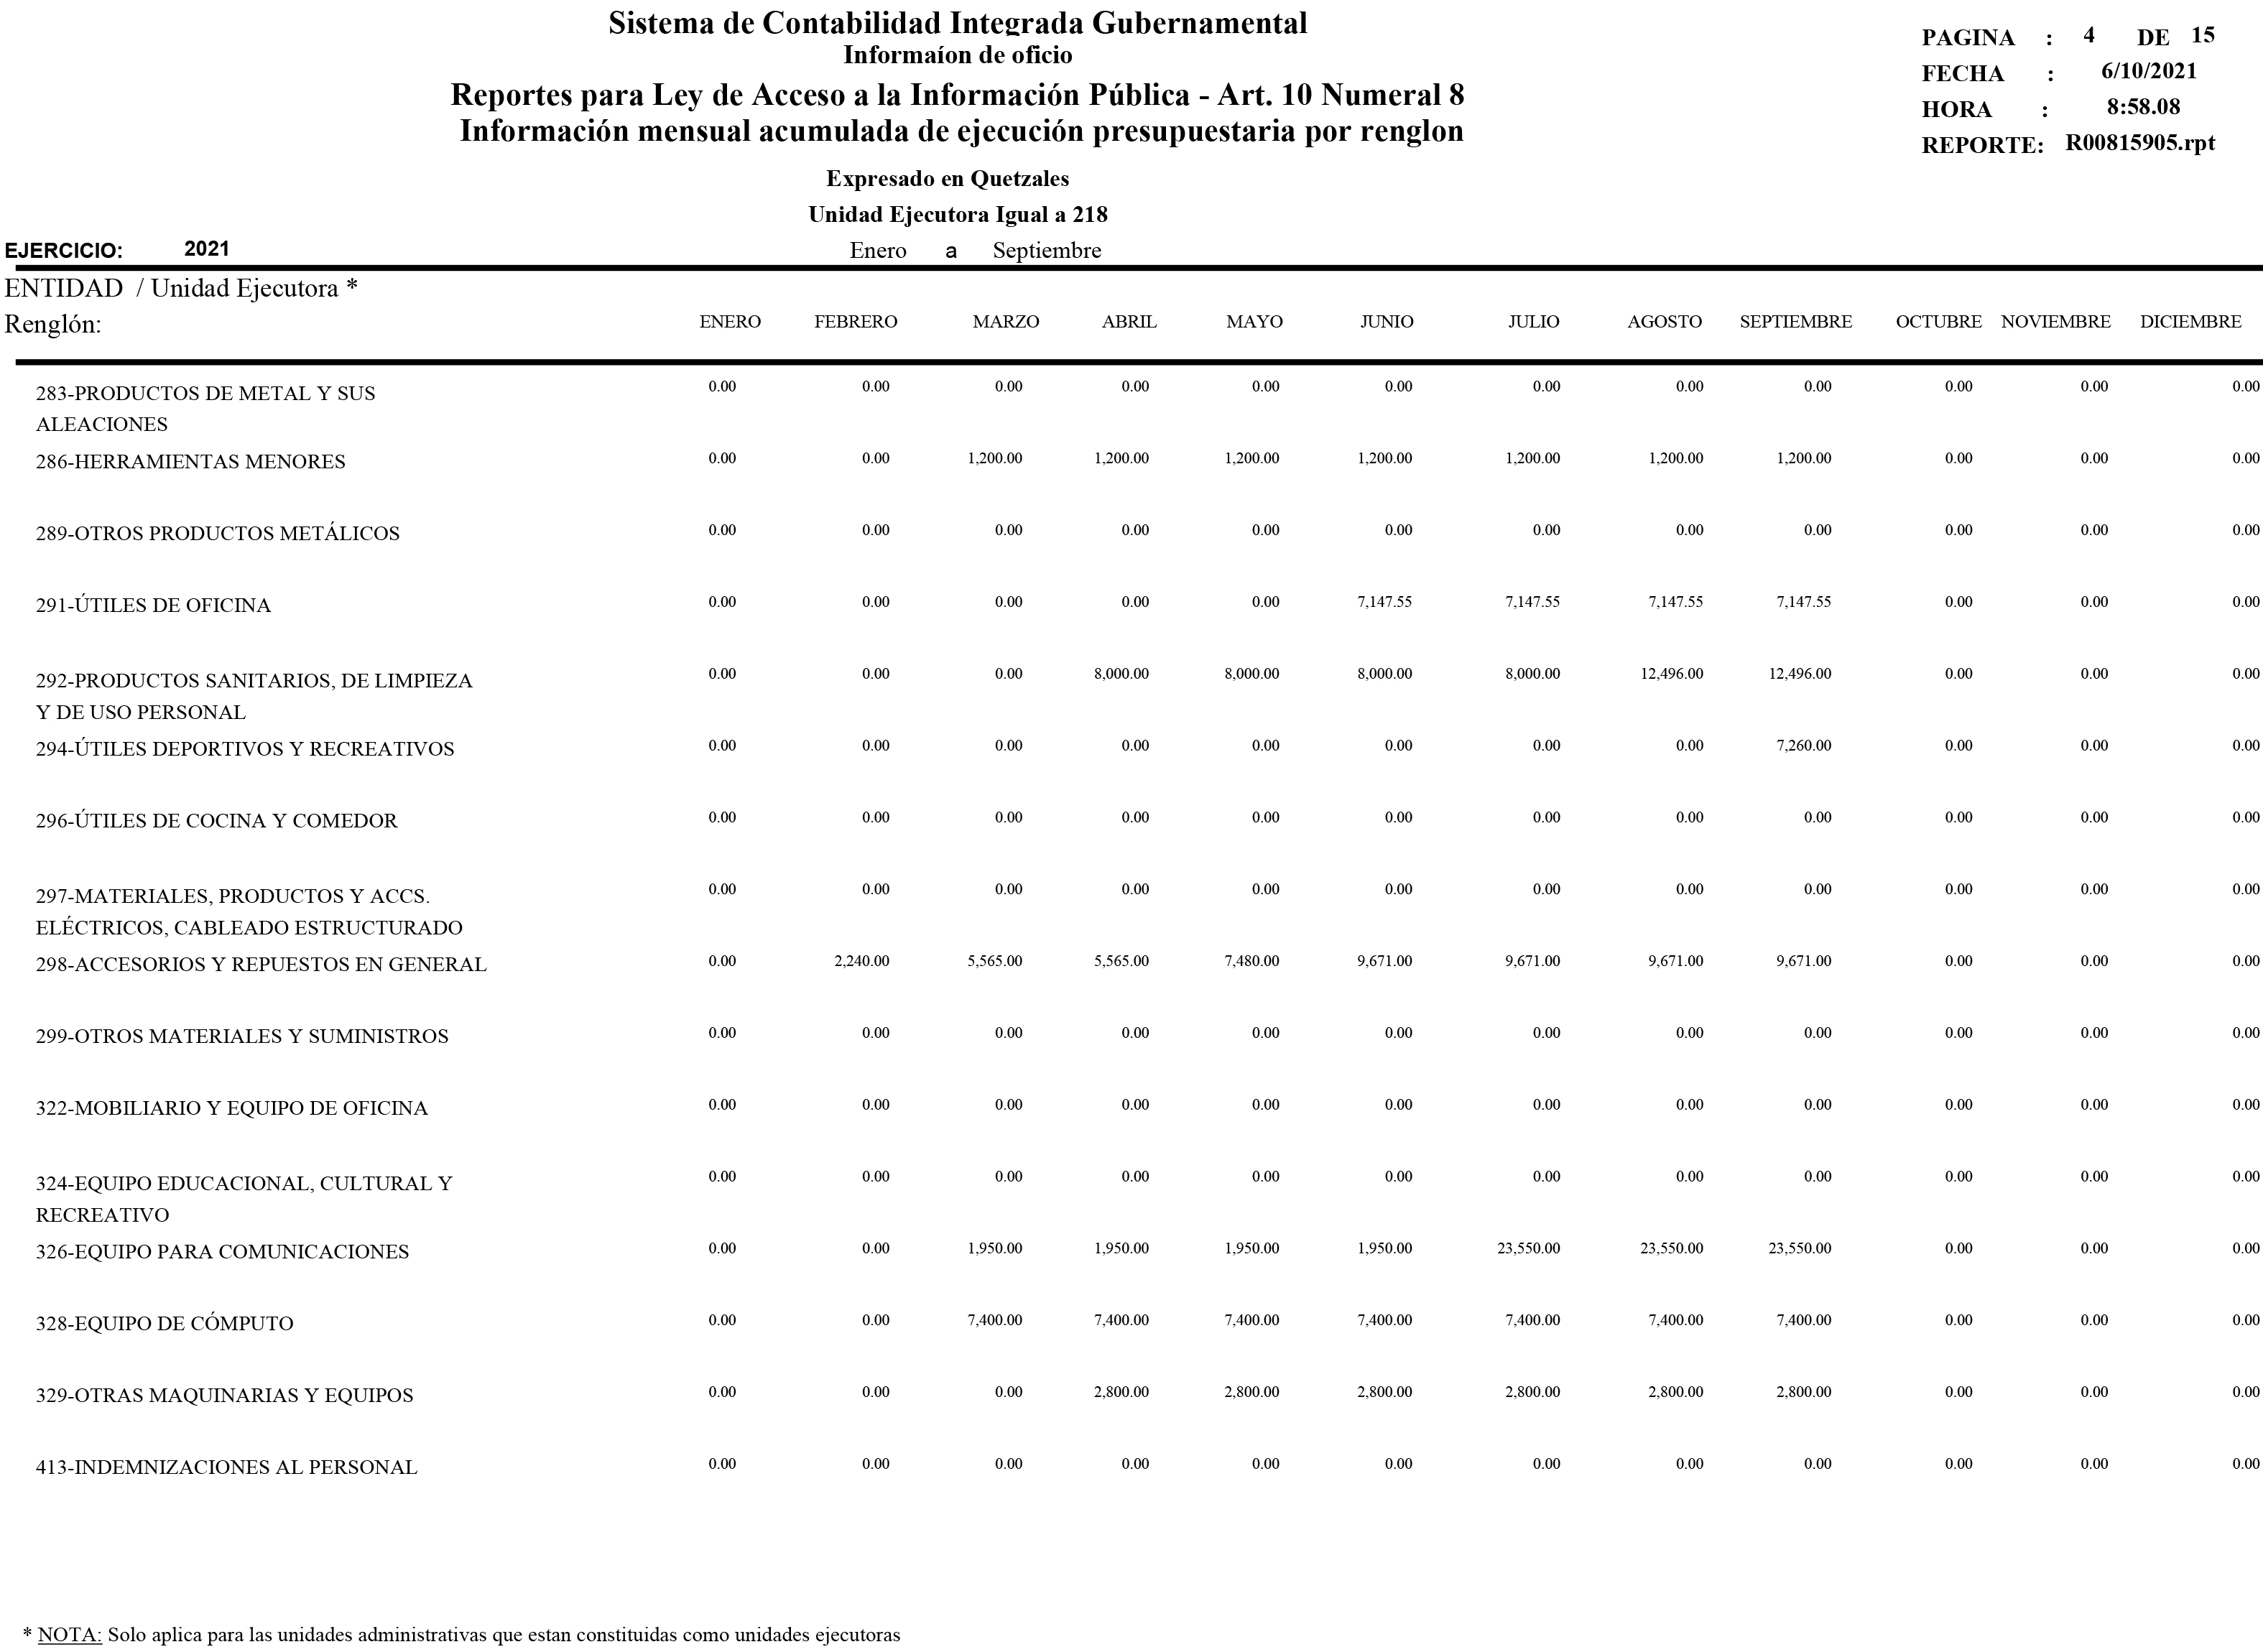 Sistema de Contabilidad Integrada Gubernamental
Informaíon de oficio
Reportes para Ley de Acceso a la Información Pública - Art. 10 Numeral 8
Información mensual acumulada de ejecución presupuestaria por renglon
Expresado en Quetzales
Unidad Ejecutora Igual a 218
PAGINA : 4 DE 15
FECHA : 6/10/2021
HORA : 8:58.08
REPORTE: R00815905.rpt
EJERCICIO: 2021 Enero a Septiembre
ENTIDAD / Unidad Ejecutora *
Renglón: ENERO FEBRERO MARZO ABRIL MAYO JUNIO JULIO AGOSTO SEPTIEMBRE OCTUBRE NOVIEMBRE DICIEMBRE
283-PRODUCTOS DE METAL Y SUS 0.00 0.00 0.00 0.00 0.00 0.00 0.00 0.00 0.00 0.00 0.00 0.00
ALEACIONES
286-HERRAMIENTAS MENORES 0.00 0.00 1,200.00 1,200.00 1,200.00 1,200.00 1,200.00 1,200.00 1,200.00 0.00 0.00 0.00
289-OTROS PRODUCTOS METÁLICOS 0.00 0.00 0.00 0.00 0.00 0.00 0.00 0.00 0.00 0.00 0.00 0.00
291-ÚTILES DE OFICINA 0.00 0.00 0.00 0.00 0.00 7,147.55 7,147.55 7,147.55 7,147.55 0.00 0.00 0.00
292-PRODUCTOS SANITARIOS, DE LIMPIEZA 0.00 0.00 0.00 8,000.00 8,000.00 8,000.00 8,000.00 12,496.00 12,496.00 0.00 0.00 0.00
Y DE USO PERSONAL
294-ÚTILES DEPORTIVOS Y RECREATIVOS 0.00 0.00 0.00 0.00 0.00 0.00 0.00 0.00 7,260.00 0.00 0.00 0.00
296-ÚTILES DE COCINA Y COMEDOR 0.00 0.00 0.00 0.00 0.00 0.00 0.00 0.00 0.00 0.00 0.00 0.00
297-MATERIALES, PRODUCTOS Y ACCS. 0.00 0.00 0.00 0.00 0.00 0.00 0.00 0.00 0.00 0.00 0.00 0.00
ELÉCTRICOS, CABLEADO ESTRUCTURADO
298-ACCESORIOS Y REPUESTOS EN GENERAL 0.00 2,240.00 5,565.00 5,565.00 7,480.00 9,671.00 9,671.00 9,671.00 9,671.00 0.00 0.00 0.00
299-OTROS MATERIALES Y SUMINISTROS 0.00 0.00 0.00 0.00 0.00 0.00 0.00 0.00 0.00 0.00 0.00 0.00
322-MOBILIARIO Y EQUIPO DE OFICINA 0.00 0.00 0.00 0.00 0.00 0.00 0.00 0.00 0.00 0.00 0.00 0.00
324-EQUIPO EDUCACIONAL, CULTURAL Y 0.00 0.00 0.00 0.00 0.00 0.00 0.00 0.00 0.00 0.00 0.00 0.00
RECREATIVO
326-EQUIPO PARA COMUNICACIONES 0.00 0.00 1,950.00 1,950.00 1,950.00 1,950.00 23,550.00 23,550.00 23,550.00 0.00 0.00 0.00
328-EQUIPO DE CÓMPUTO 0.00 0.00 7,400.00 7,400.00 7,400.00 7,400.00 7,400.00 7,400.00 7,400.00 0.00 0.00 0.00
329-OTRAS MAQUINARIAS Y EQUIPOS 0.00 0.00 0.00 2,800.00 2,800.00 2,800.00 2,800.00 2,800.00 2,800.00 0.00 0.00 0.00
413-INDEMNIZACIONES AL PERSONAL 0.00 0.00 0.00 0.00 0.00 0.00 0.00 0.00 0.00 0.00 0.00 0.00
* NOTA: Solo aplica para las unidades administrativas que estan constituidas como unidades ejecutoras